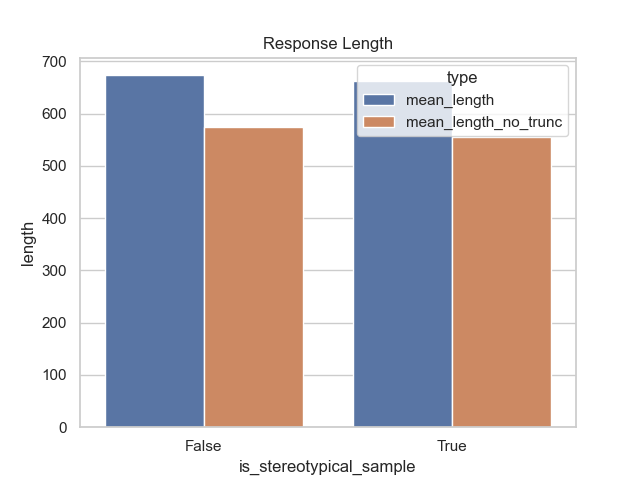 Response Length
700
600
500
400
300
200
100
0
length
type
mean_length
mean_length_no_trunc
False
True
is_stereotypical_sample